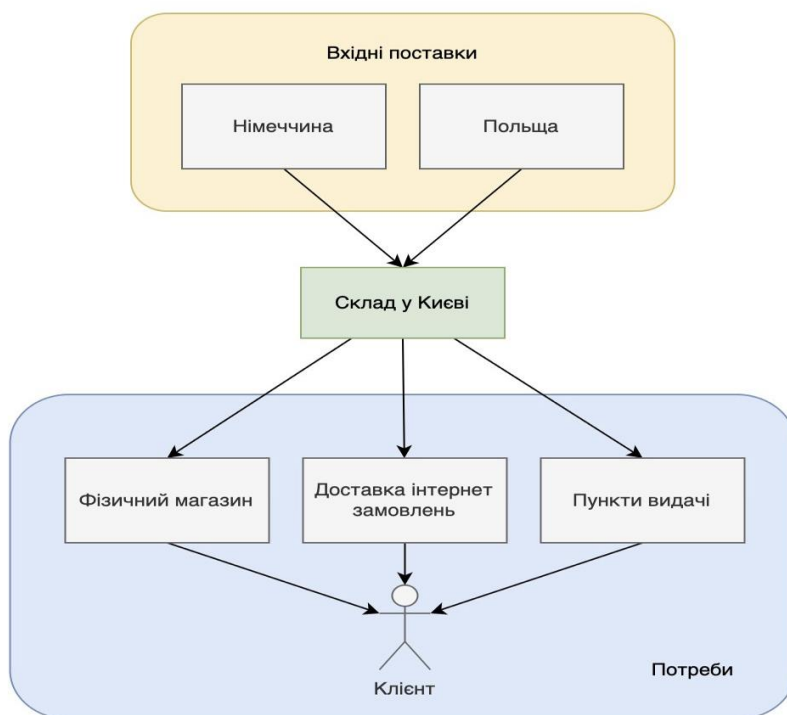 Вхідні поставки
Німеччина
Польща
Склад у Києві
Фізичний магазин
Доставка інтернет
замовлень
Пункти видачі
Клієнт
Потреби